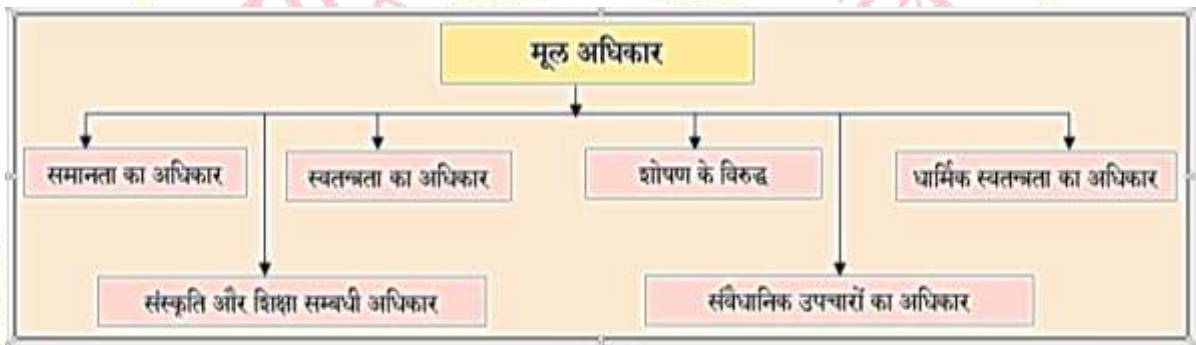 मूल अधिकार
समानता का अधिकार
स्वतन्त्रता का अधिकार
शोषण के विरुद्ध
धार्मिक स्वतन्त्रता का अधिकार
संस्कृति और शिक्षा सम्बधी अधिकार
संवैधानिक उपचारों का अधिकार